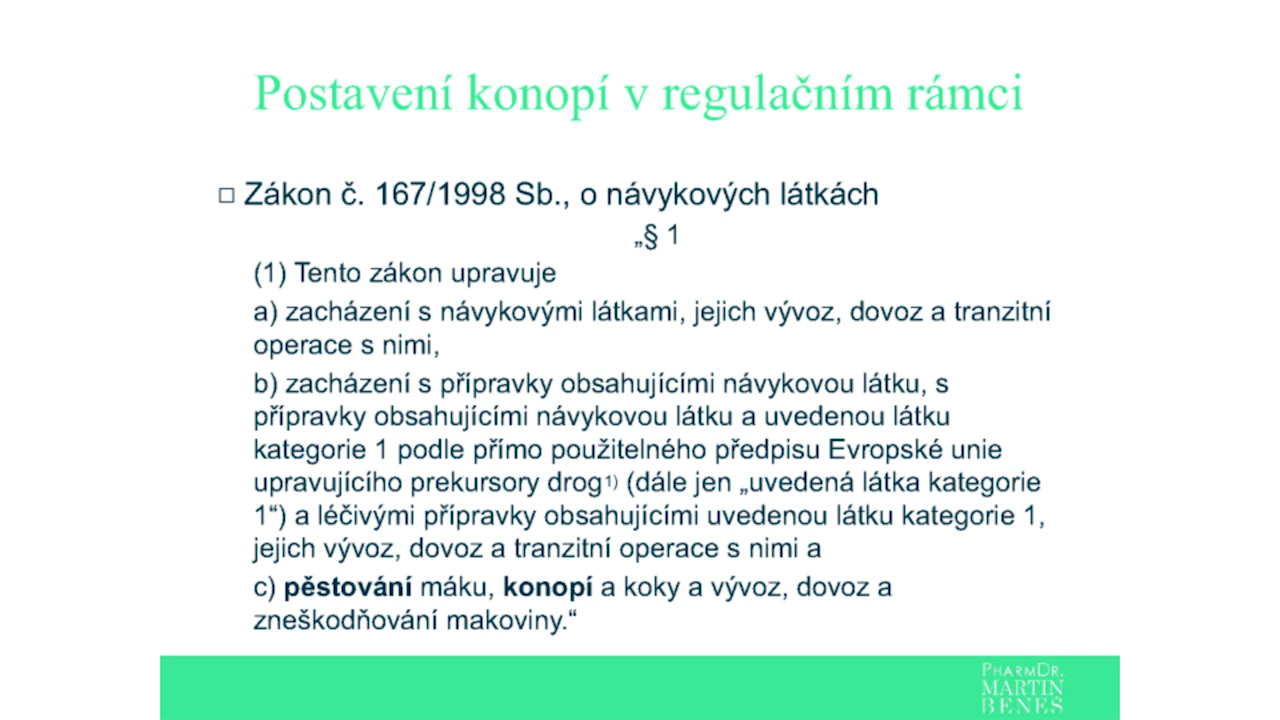 Postavení konopí v regulačním rámci
□ Zákon č. 167/1998 Sb., o návykových látkách
„§ 1
(1) Tento zákon upravuje
a) zacházení s návykovými látkami, jejich vývoz, dovoz a tranzitní
operace s nimi,
b) zacházení s přípravky obsahujícími návykovou látku, s
přípravky obsahujícími návykovou látku a uvedenou látku
kategorie 1 podle přímo použitelného předpisu Evropské unie
upravujícího prekursory drog1) (dále jen „uvedená látka kategorie
1“) a léčivými přípravky obsahujícími uvedenou látku kategorie 1,
jejich vývoz, dovoz a tranzitní operace s nimi a
c) pěstování máku, konopí a koky a vývoz, dovoz a
zneškodňování makoviny.“
PHARMDR.
MARTIN
BENEŠ